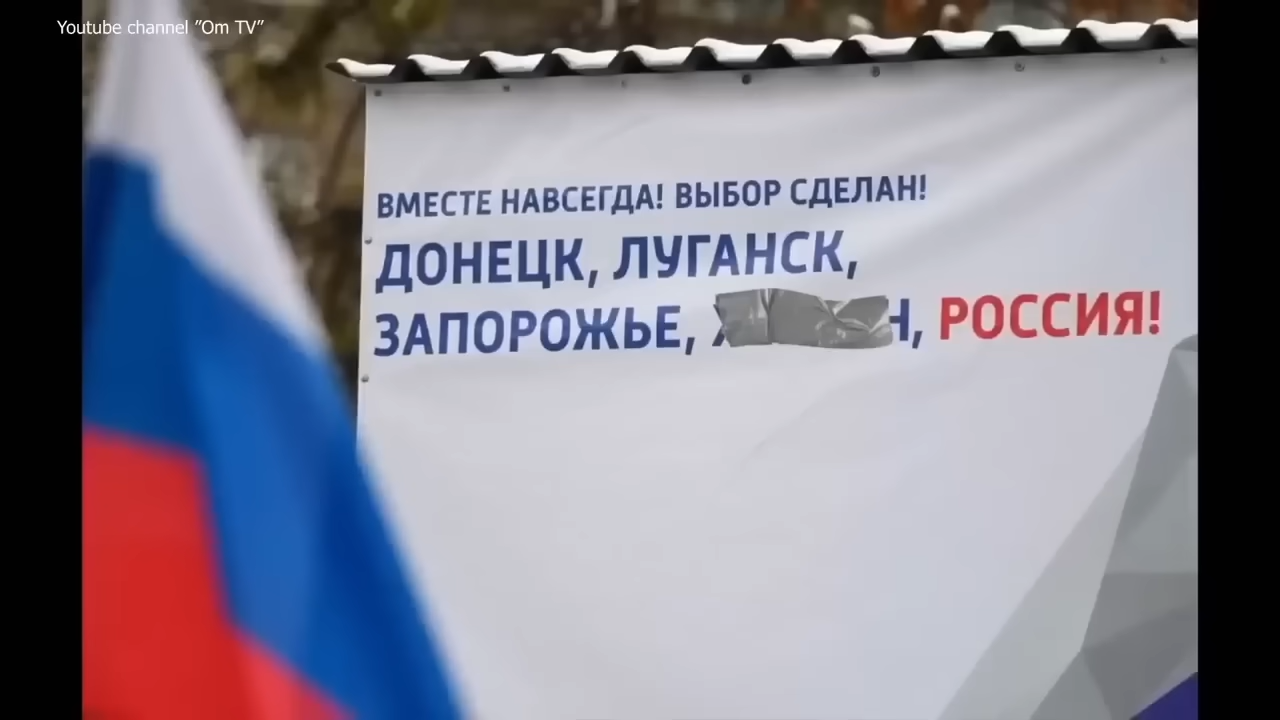 Youtube channel ”Om TV”
ВМЕСТЕ НАВСЕГДА! ВЫБОР СДЕЛАН!
ДОНЕЦК, ЛУГАНСК,
ЗАПОРОЖЬЕ, РОССИЯ!